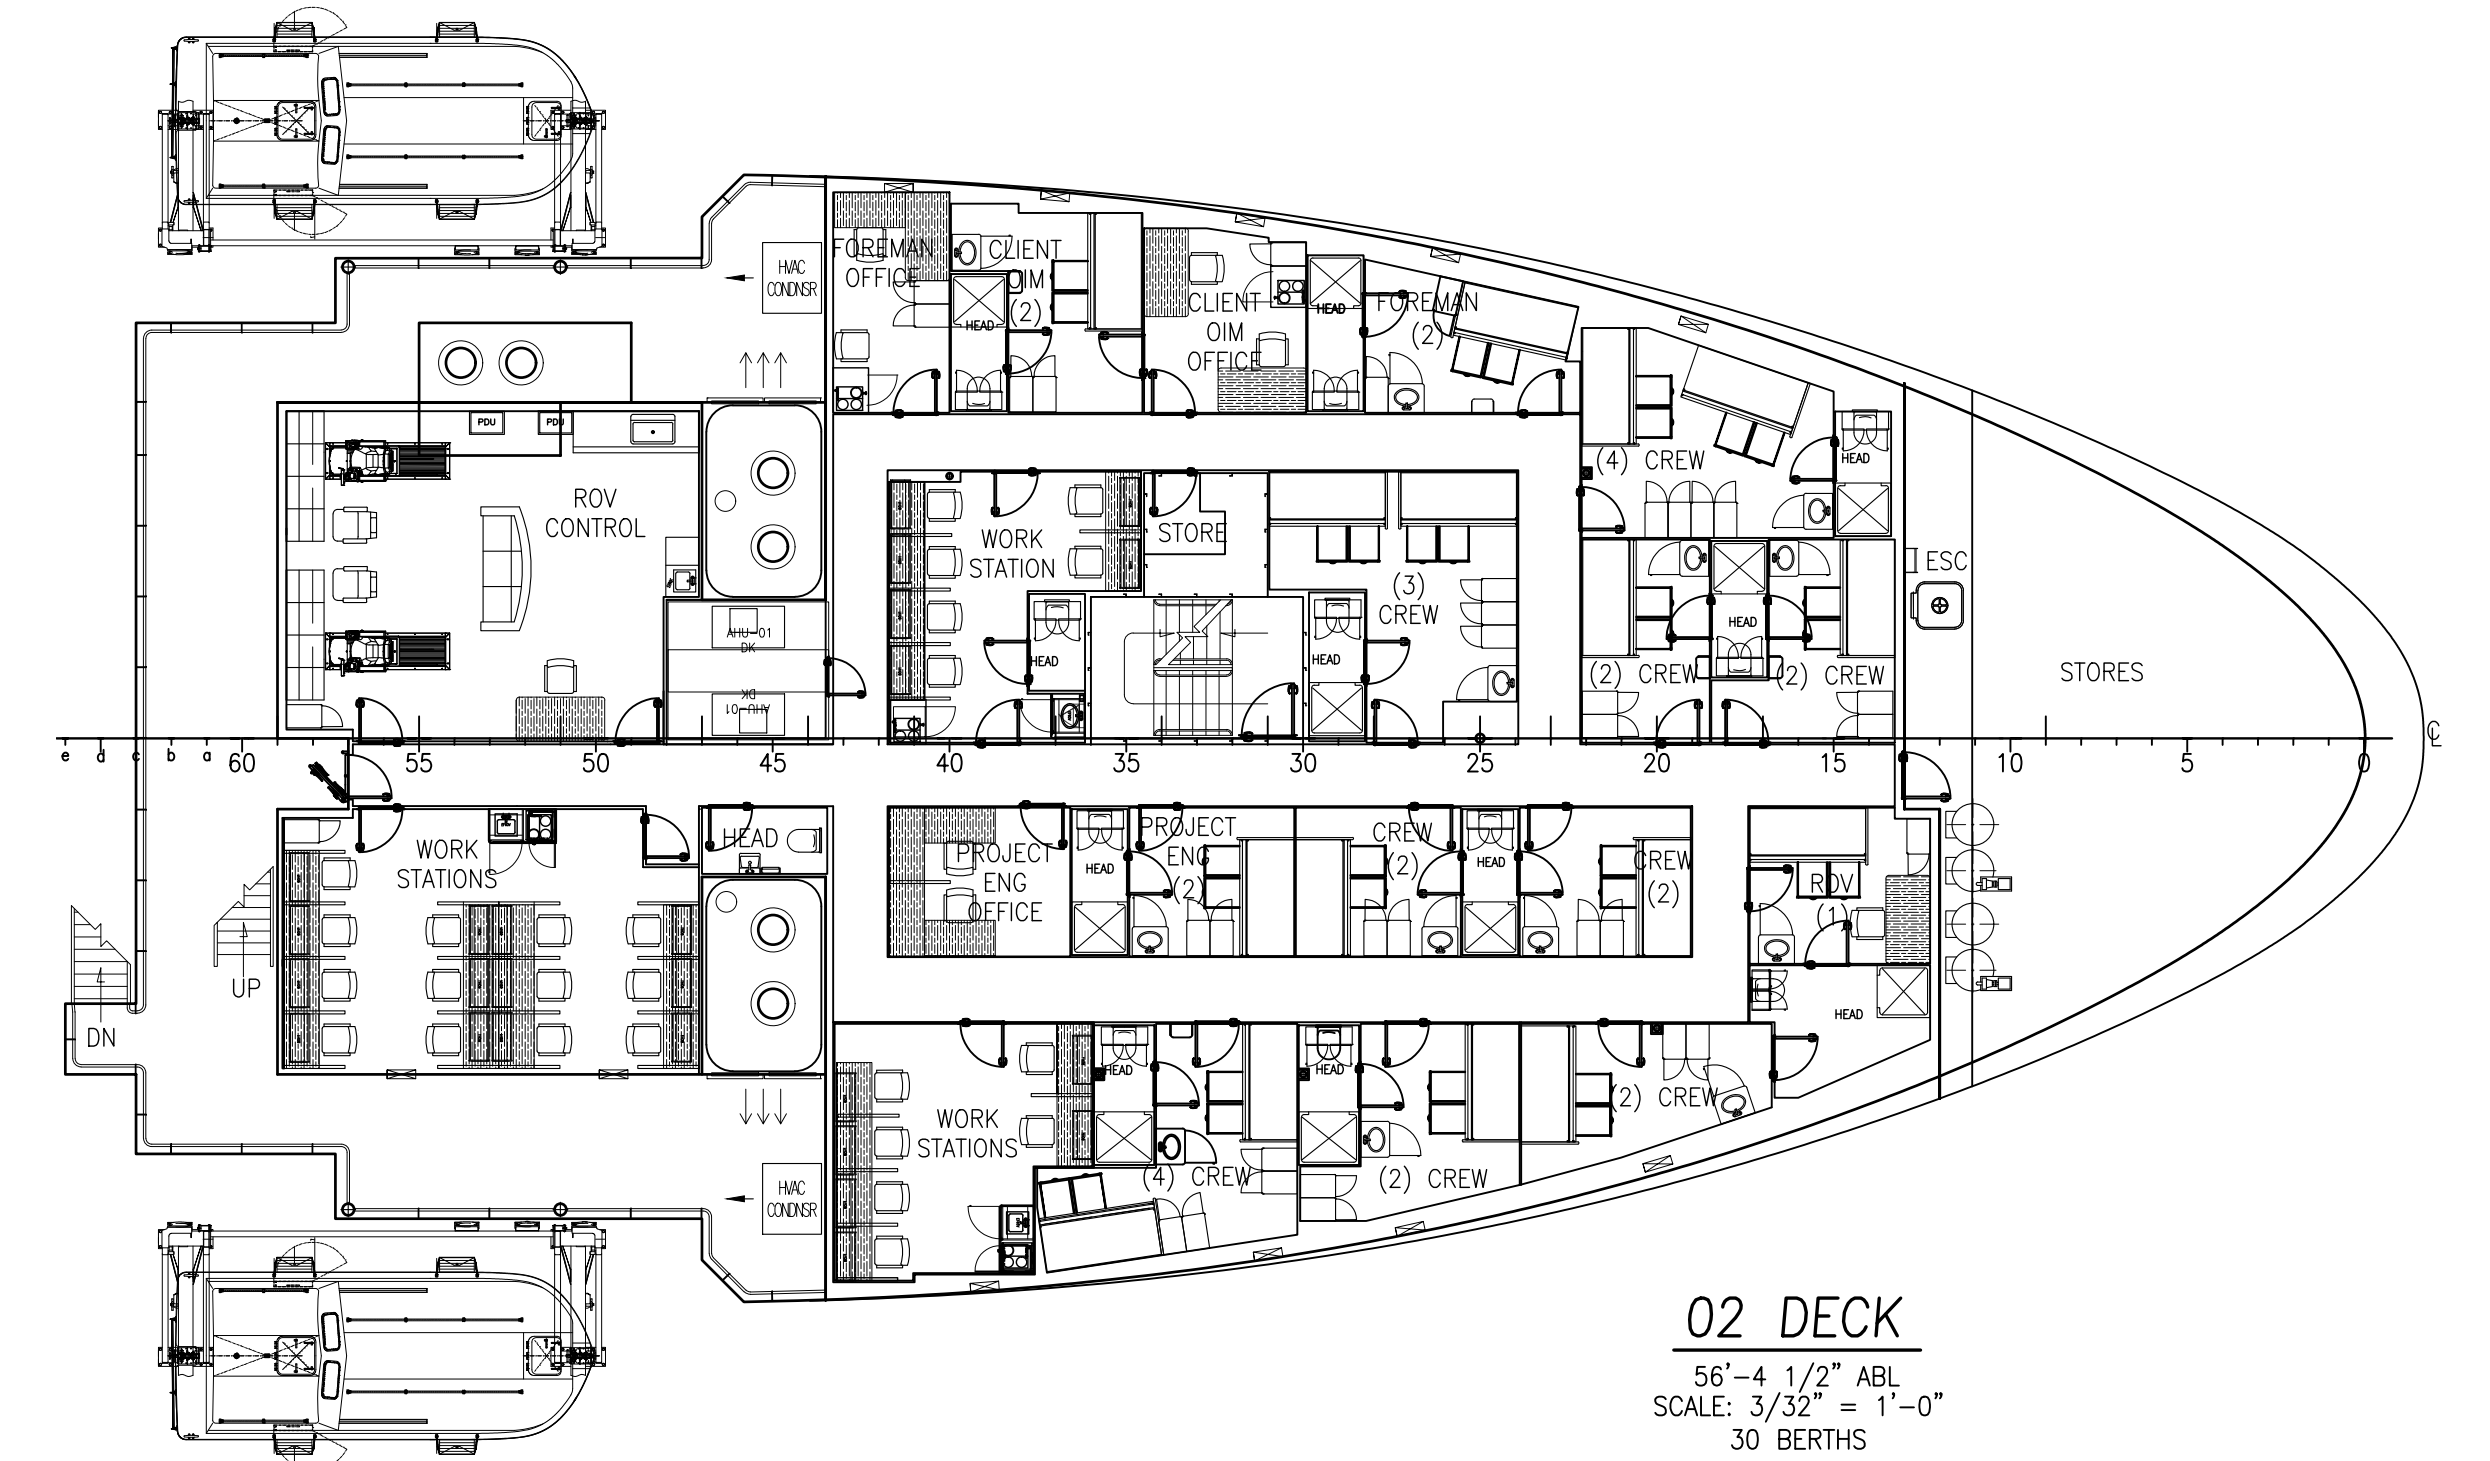 FOREMAN
OFFICE
CLIENT
OIM
(2)
HEAD
CLIENT
OIM
OFFICE
HEAD
FOREMAN
(2)
HVAC
CONDNSR
PDU
PDU
ROV
CONTROL
WORK
STATION
STORE
(3)
CREW
(4) CREW
HEAD
HEAD
HEAD
HEAD
(2) CREW
(2) CREW
ESC
STORES
AHU-01
DK
DK
AHU-01
e
d
c
b
a
60
55
50
45
40
35
30
25
20
15
10
5
0
CL
WORK
STATIONS
HEAD
PROJECT
ENG
OFFICE
HEAD
PROJECT
ENG
(2)
CREW
(2)
HEAD
CREW
(2)
ROV
(1)
HEAD
UP
DN
WORK
STATIONS
HEAD
(4) CREW
HEAD
(2) CREW
(2) CREW
HVAC
CONDNSR
02 DECK
56'-4 1/2" ABL
SCALE: 3/32" = 1'-0"
30 BERTHS